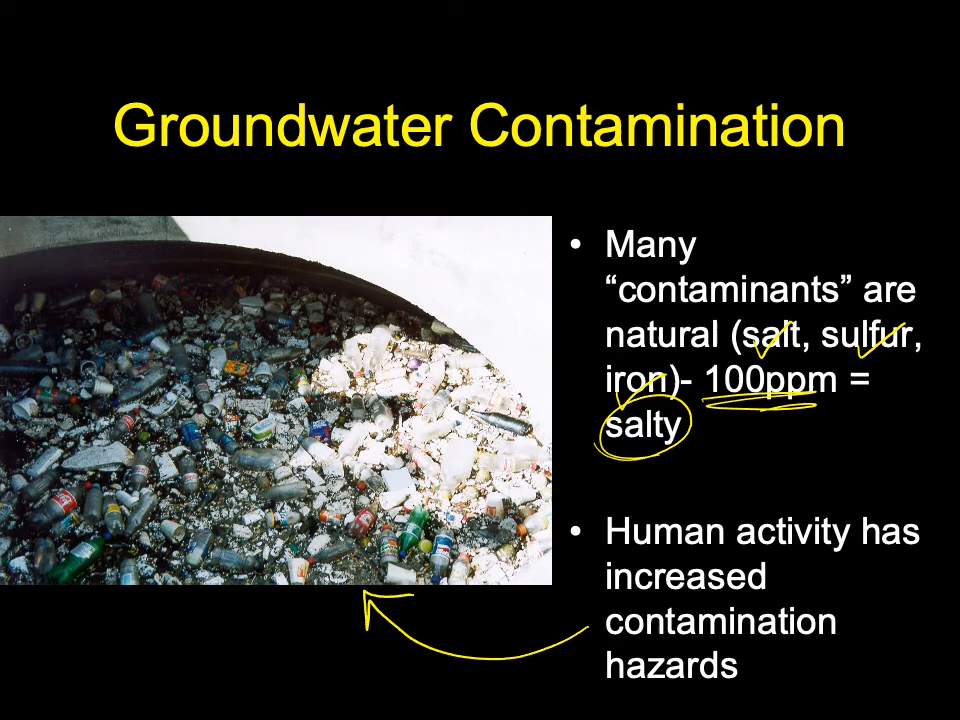 Groundwater Contamination
• Many
“contaminants” are
natural (salt, sulfur,
iron)- 100ppm =
salty
• Human activity has
increased
contamination
hazards